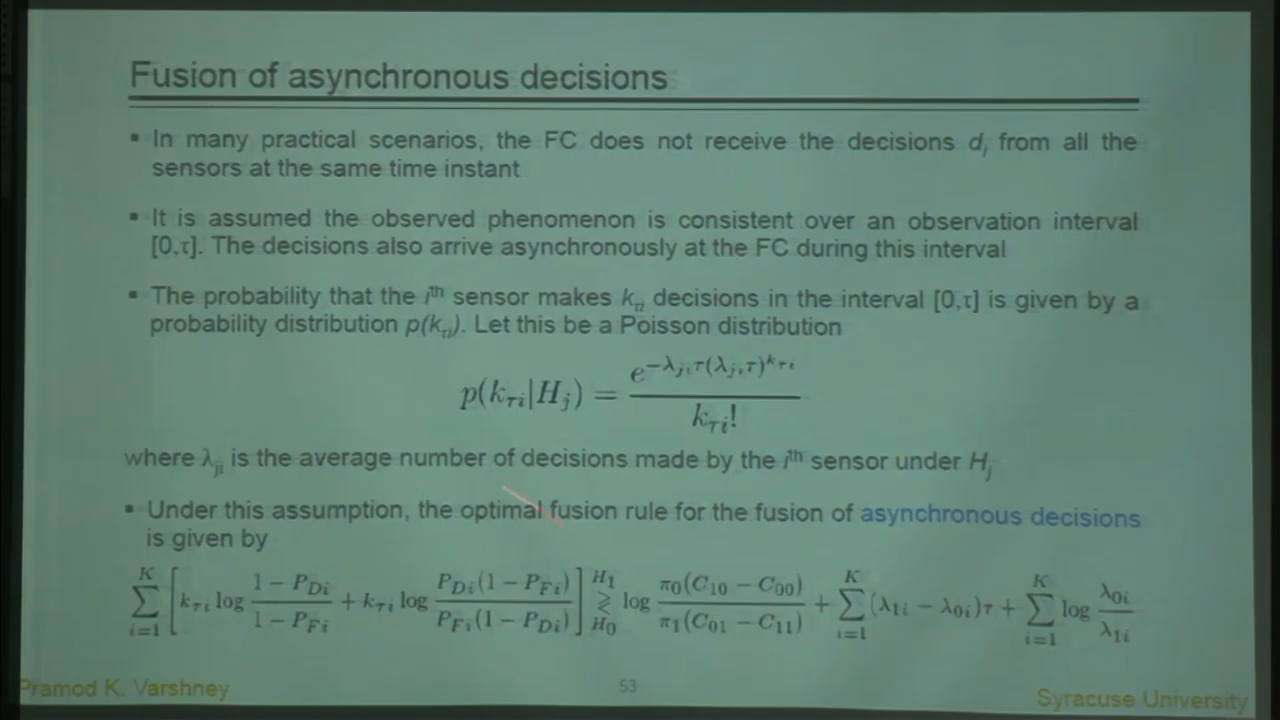 Fusion of asynchronous decisions
▪ In many practical scenarios, the FC does not receive the decisions dᵢ from all the
sensors at the same time instant
▪ It is assumed the observed phenomenon is consistent over an observation interval
[0,τ]. The decisions also arrive asynchronously at the FC during this interval
▪ The probability that the iᵗʰ sensor makes k_τi decisions in the interval [0,τ] is given by a
probability distribution p(k_τi). Let this be a Poisson distribution
p(k_τi|H_j) = e^{-λ_ji τ}(λ_ji τ)^{k_τi} / k_τi!
where λ_ji is the average number of decisions made by the iᵗʰ sensor under H_j
▪ Under this assumption, the optimal fusion rule for the fusion of asynchronous decisions
is given by
∑_{i=1}^{K} [ k_τi log (1 − P_Di)/(1 − P_Fi) + k_τi log P_Di(1 − P_Fi)/P_Fi(1 − P_Di) ] ≷_{H_0}^{H_1} log π_0(C_10 − C_00)/π_1(C_01 − C_11) + ∑_{i=1}^{K} (λ_1i − λ_0i)τ + ∑_{i=1}^{K} log λ_0i/λ_1i
Pramod K. Varshney 53 Syracuse University